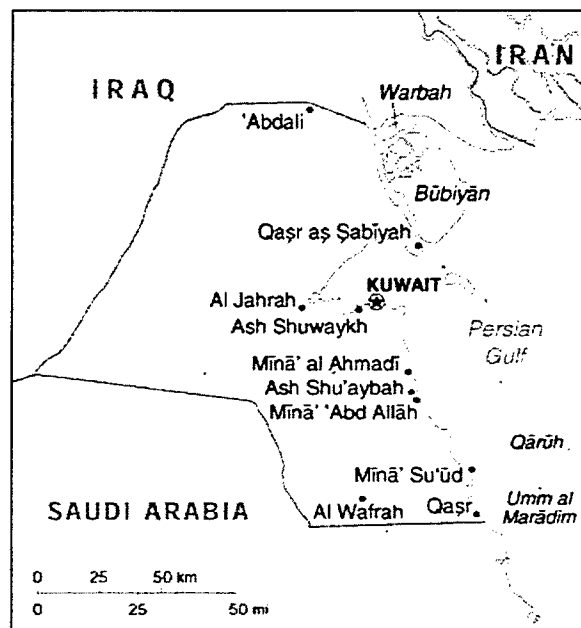 IRAN
IRAQ
Warbah
'Abdali
Būbiyān
Qaşr aş Şabīyah
KUWAIT
Al Jahrah
Ash Shuwaykh
Persian
Gulf
Mīnā' al Aḩmadī
Ash Shu'aybah
Mīnā' 'Abd Allāh
Qārūh
Mīnā' Su'ūd
SAUDI ARABIA
Al Wafrah
Qaşr
Umm al
Marādim
0 25 50 km
0 25 50 mi